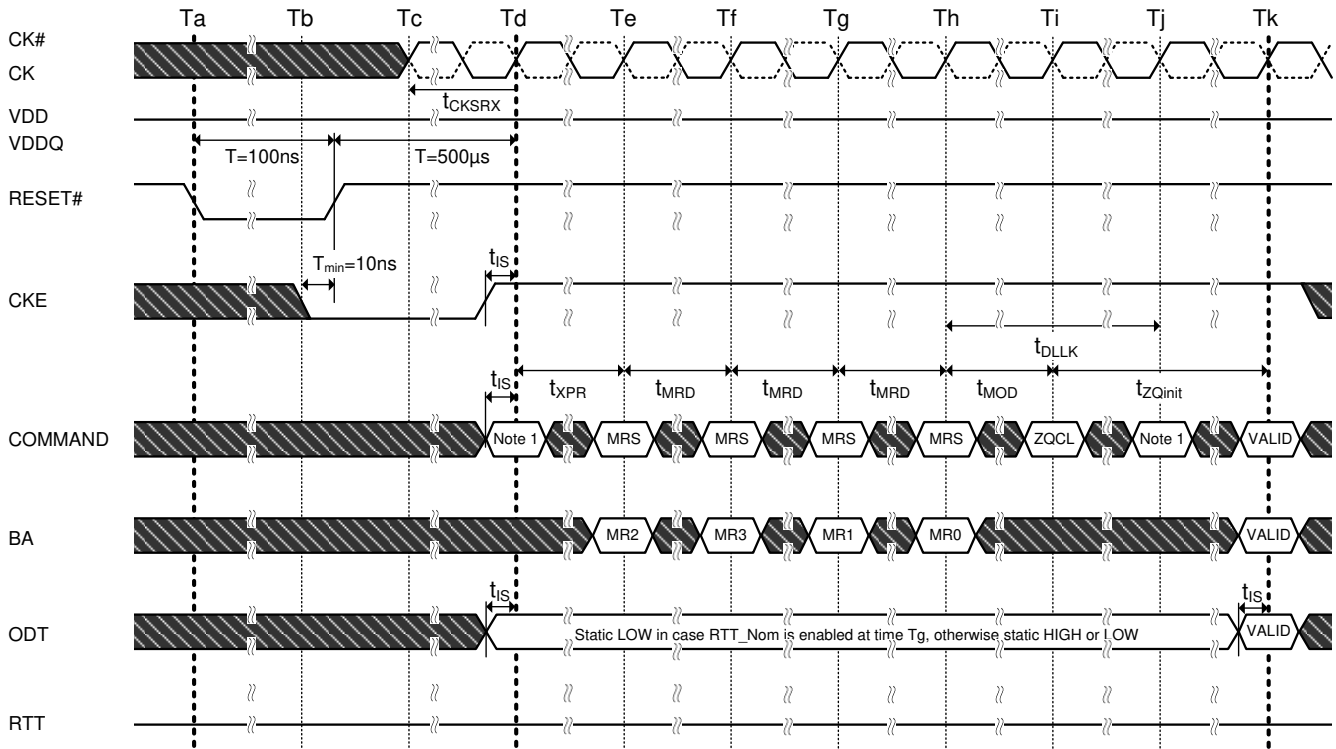 Ta Tb Tc Td Te Tf Tg Th Ti Tj Tk
CK#
CK
tCKSRX
VDD
VDDQ
T=100ns T=500µs
RESET#
Tmin=10ns tIS
CKE
tDLLK
tIS tXPR tMRD tMRD tMRD tMOD tZQinit
COMMAND Note 1 MRS MRS MRS MRS ZQCL Note 1 VALID
BA MR2 MR3 MR1 MR0 VALID
tIS tIS
ODT Static LOW in case RTT_Nom is enabled at time Tg, otherwise static HIGH or LOW VALID
RTT